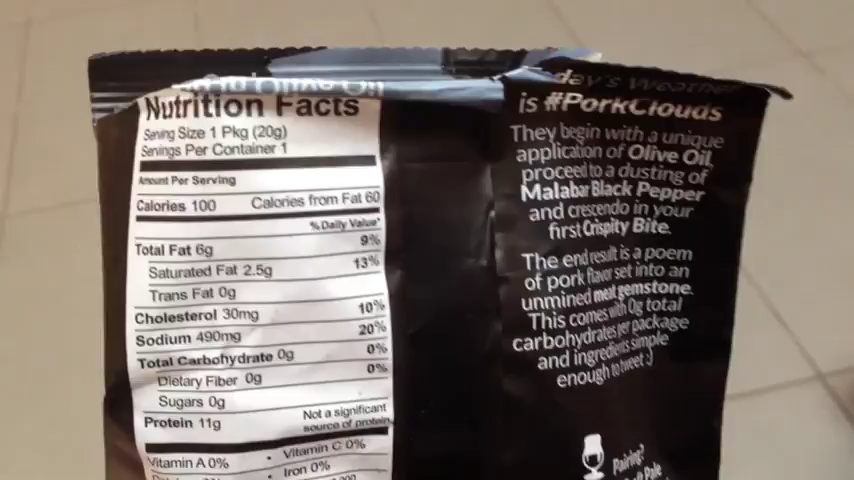 Nutrition Facts
Serving Size 1 Pkg (20g)
Servings Per Container 1
Amount Per Serving
Calories 100 Calories from Fat 60
% Daily Value*
Total Fat 6g 9%
Saturated Fat 2.5g 13%
Trans Fat 0g
Cholesterol 30mg 10%
Sodium 490mg 20%
Total Carbohydrate 0g 0%
Dietary Fiber 0g 0%
Sugars 0g
Protein 11g Not a significant
source of protein
Vitamin A 0% • Vitamin C 0%
Iron 0%
day's weather
is #PorkClouds
They begin with a unique
application of Olive Oil,
proceed to a dusting of
Malabar Black Pepper
and crescendo in your
first Crispity Bite.
The end result is a poem
of pork flavor set into an
unmined meat gemstone.
This comes with 0g total
carbohydrates per package
and ingredients simple
enough to tweet :)
Pairing?
Pale